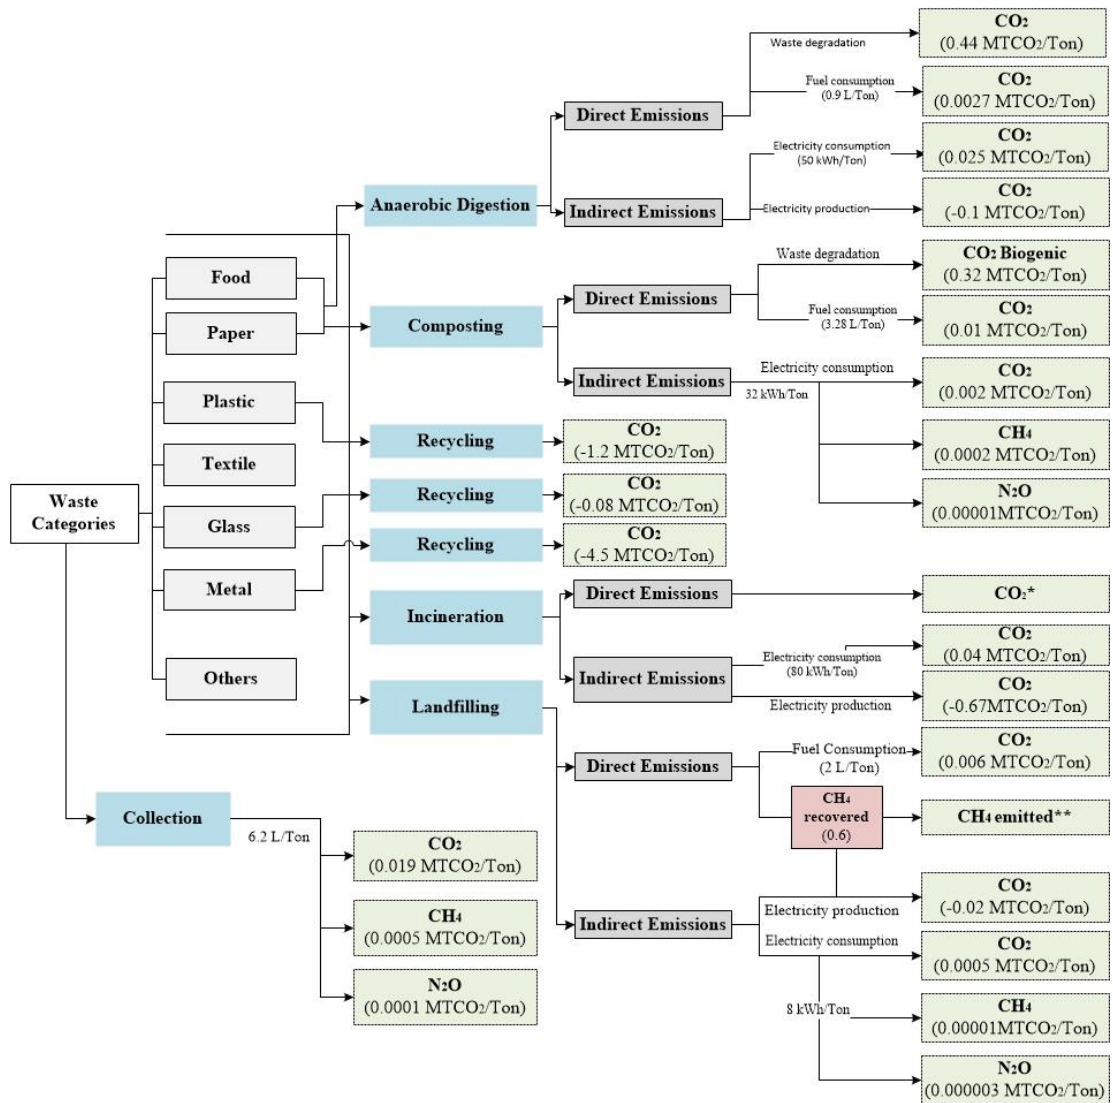 CO₂
(0.44 MTCO₂/Ton)
Waste degradation
Fuel consumption
(0.9 L/Ton)
CO₂
(0.0027 MTCO₂/Ton)
Direct Emissions
Electricity consumption
(50 kWh/Ton)
CO₂
(0.025 MTCO₂/Ton)
Anaerobic Digestion
Indirect Emissions
Electricity production
CO₂
(-0.1 MTCO₂/Ton)
Food
Paper
Plastic
Textile
Glass
Metal
Others
Waste
Categories
Composting
Direct Emissions
Waste degradation
CO₂ Biogenic
(0.32 MTCO₂/Ton)
Fuel consumption
(3.28 L/Ton)
CO₂
(0.01 MTCO₂/Ton)
Indirect Emissions
Electricity consumption
32 kWh/Ton
CO₂
(0.002 MTCO₂/Ton)
CH₄
(0.0002 MTCO₂/Ton)
N₂O
(0.00001MTCO₂/Ton)
Recycling
CO₂
(-1.2 MTCO₂/Ton)
Recycling
CO₂
(-0.08 MTCO₂/Ton)
Recycling
CO₂
(-4.5 MTCO₂/Ton)
Incineration
Direct Emissions
CO₂*
Indirect Emissions
Electricity consumption
(80 kWh/Ton)
CO₂
(0.04 MTCO₂/Ton)
Electricity production
CO₂
(-0.67MTCO₂/Ton)
Landfilling
Direct Emissions
Fuel Consumption
(2 L/Ton)
CO₂
(0.006 MTCO₂/Ton)
CH₄
recovered
(0.6)
CH₄ emitted**
Indirect Emissions
Electricity production
CO₂
(-0.02 MTCO₂/Ton)
Electricity consumption
CO₂
(0.0005 MTCO₂/Ton)
8 kWh/Ton
CH₄
(0.00001MTCO₂/Ton)
N₂O
(0.000003 MTCO₂/Ton)
Collection
6.2 L/Ton
CO₂
(0.019 MTCO₂/Ton)
CH₄
(0.0005 MTCO₂/Ton)
N₂O
(0.0001 MTCO₂/Ton)